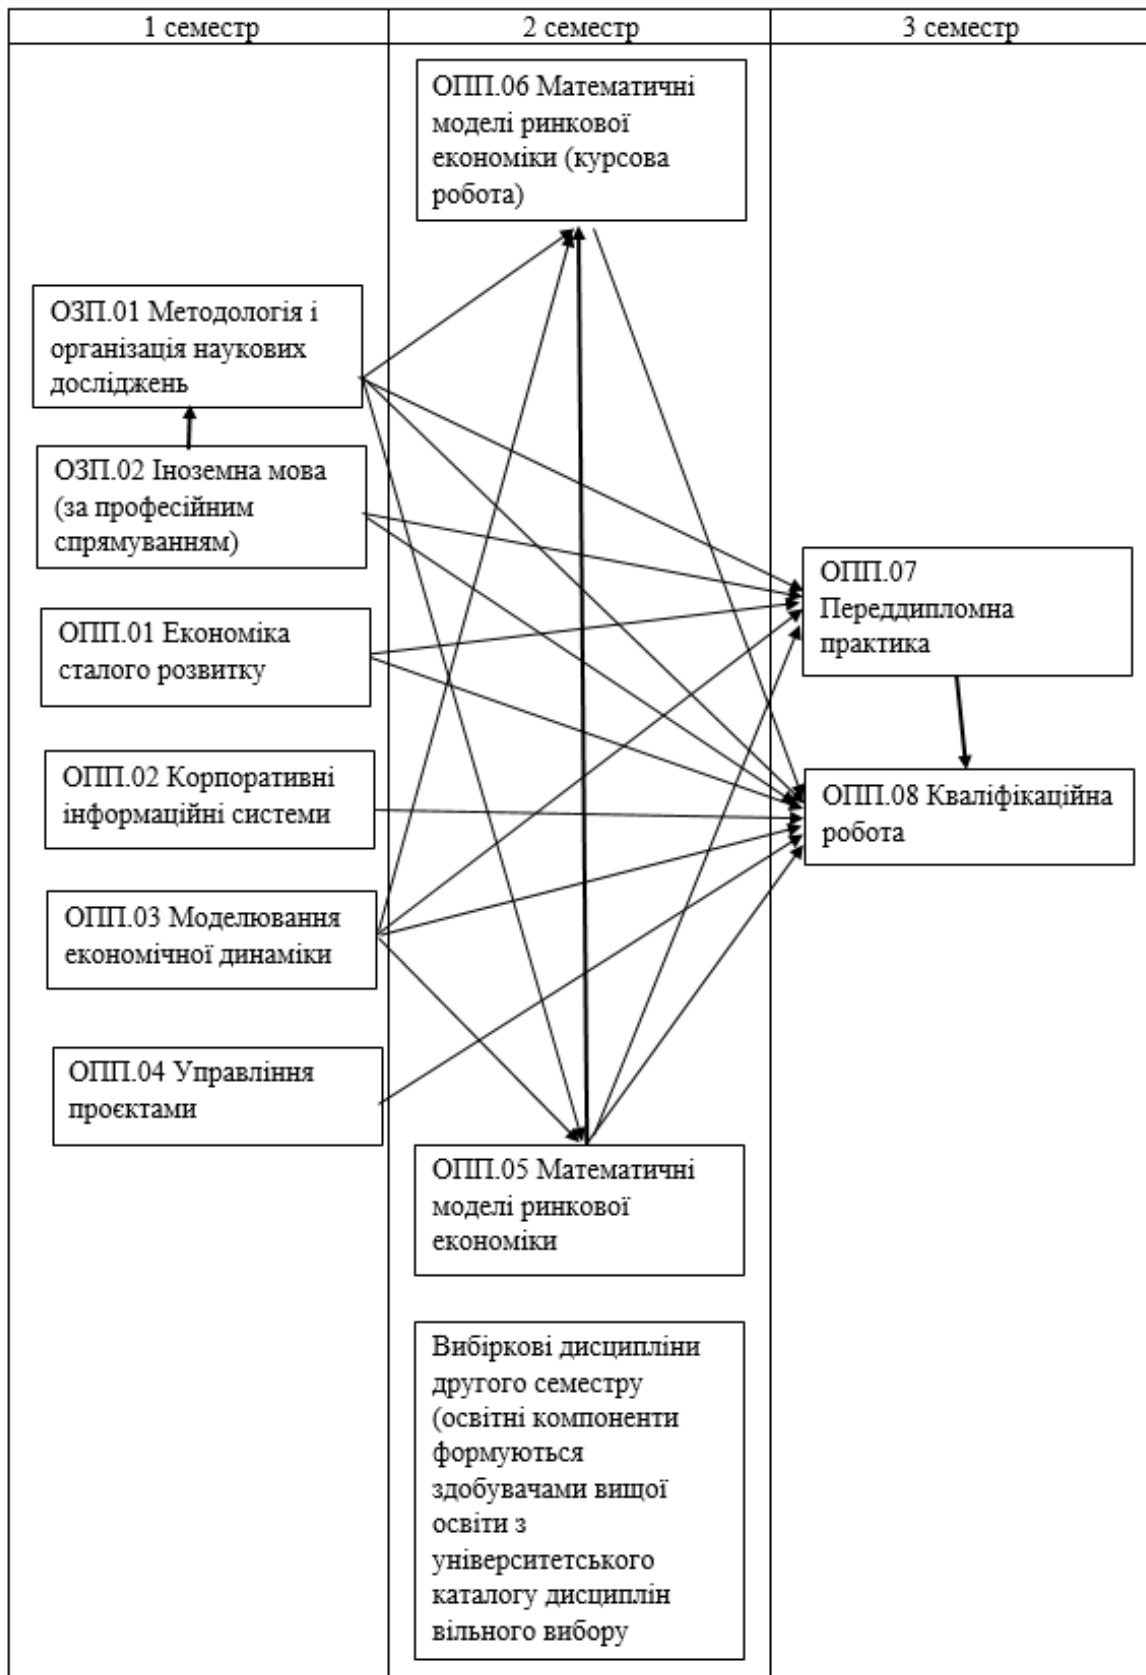 1 семестр
2 семестр
3 семестр
ОПП.06 Математичні
моделі ринкової
економіки (курсова
робота)
ОЗП.01 Методологія і
організація наукових
досліджень
ОЗП.02 Іноземна мова
(за професійним
спрямуванням)
ОПП.01 Економіка
сталого розвитку
ОПП.02 Корпоративні
інформаційні системи
ОПП.03 Моделювання
економічної динаміки
ОПП.04 Управління
проєктами
ОПП.07
Переддипломна
практика
ОПП.08 Кваліфікаційна
робота
ОПП.05 Математичні
моделі ринкової
економіки
Вибіркові дисципліни
другого семестру
(освітні компоненти
формуються
здобувачами вищої
освіти з
університетського
каталогу дисциплін
вільного вибору